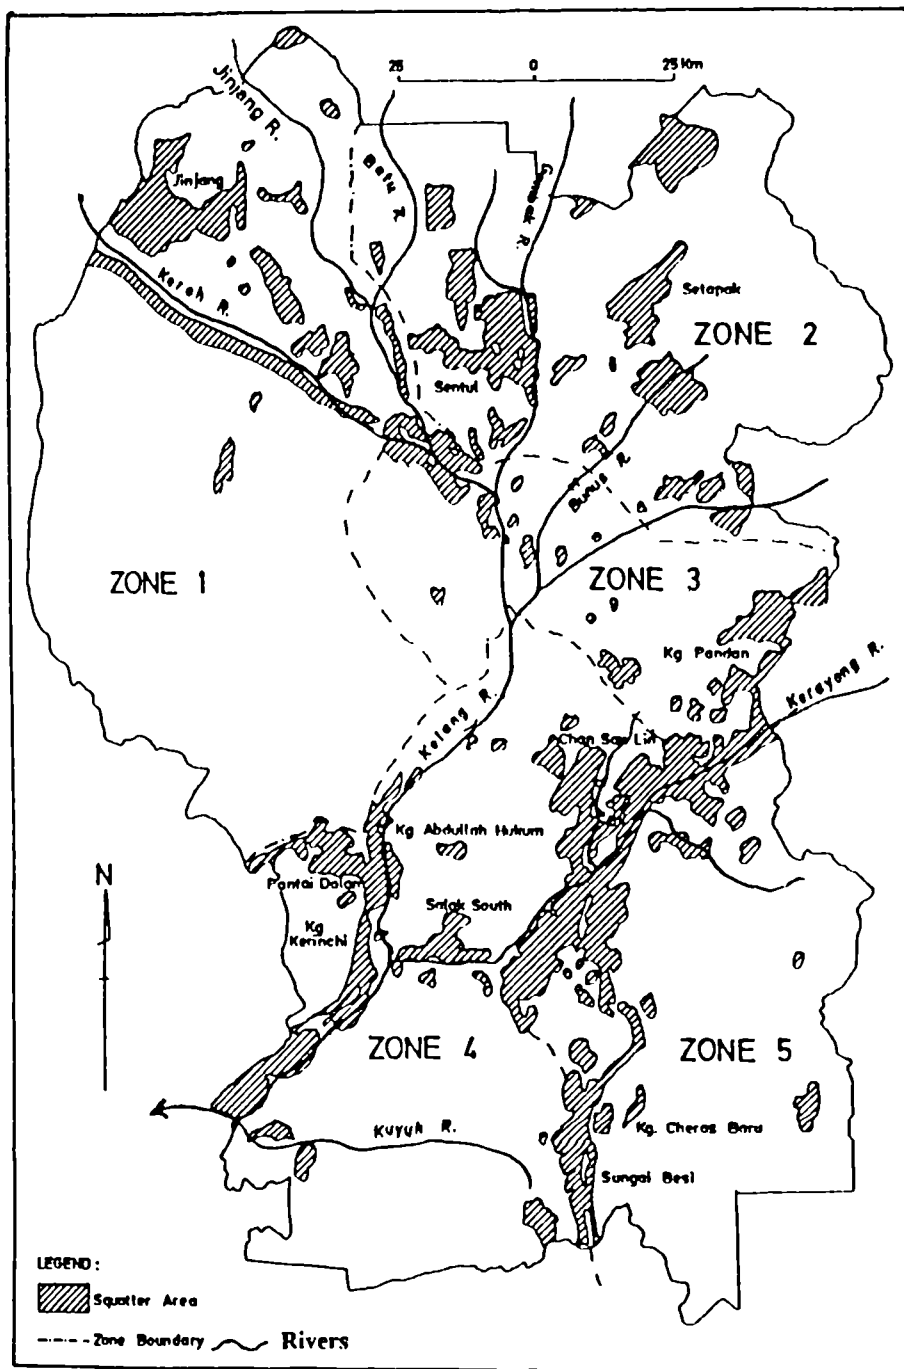 25 0 25 Km
Jinjang R.
Batu R.
Gombak R.
Jinjang
Keroh R.
Setapak
ZONE 2
Sentul
Bunus R.
ZONE 1
ZONE 3
Kg Pandan
Kerayong R.
Kelang R.
Chan Sow Lin
Kg Abdullah Hukum
N
Pantai Dalam
Salak South
Kg
Kerinchi
ZONE 4
ZONE 5
Kuyuh R.
Kg. Cheras Baru
Sungai Besi
LEGEND :
Squatter Area
Zone Boundary
Rivers